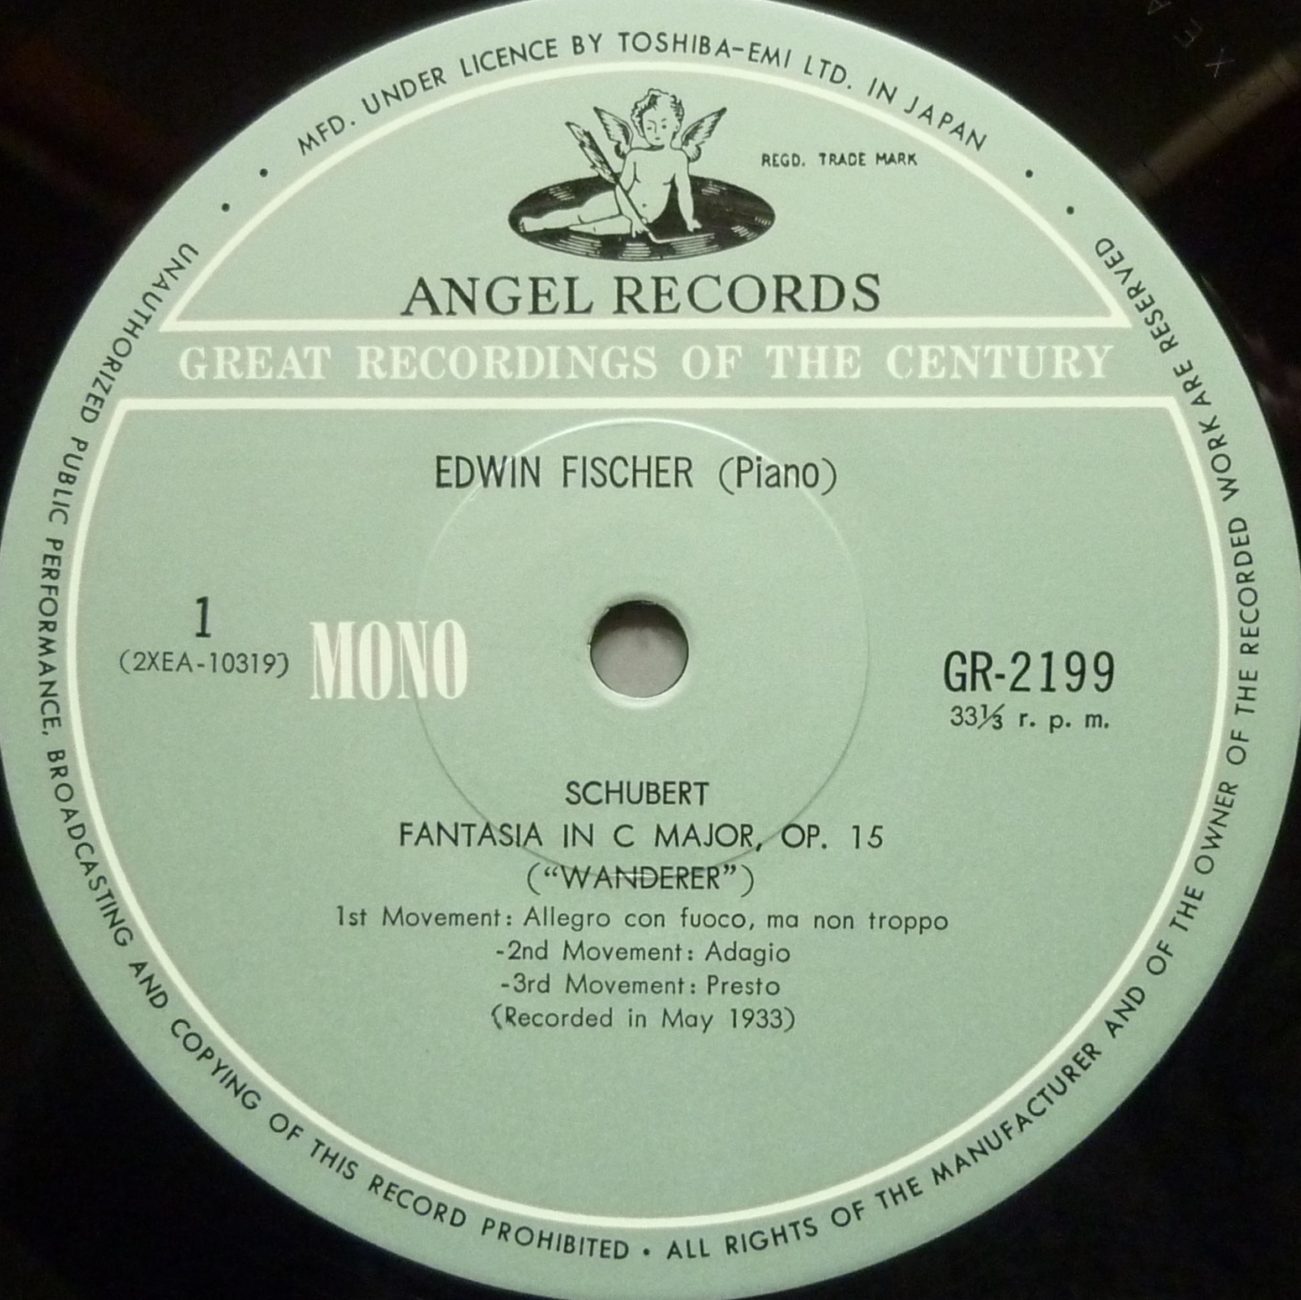 MFD. UNDER LICENCE BY TOSHIBA-EMI LTD. IN JAPAN
REGD. TRADE MARK
ANGEL RECORDS
GREAT RECORDINGS OF THE CENTURY
EDWIN FISCHER (Piano)
1
(2XEA-10319)
MONO
GR-2199
33⅓ r. p. m.
SCHUBERT
FANTASIA IN C MAJOR, OP. 15
(“WANDERER”)
1st Movement: Allegro con fuoco, ma non troppo
-2nd Movement: Adagio
-3rd Movement: Presto
(Recorded in May 1933)
UNAUTHORIZED PUBLIC PERFORMANCE, BROADCASTING AND COPYING OF THIS RECORD PROHIBITED • ALL RIGHTS OF THE MANUFACTURER AND OF THE OWNER OF THE RECORDED WORK ARE RESERVED